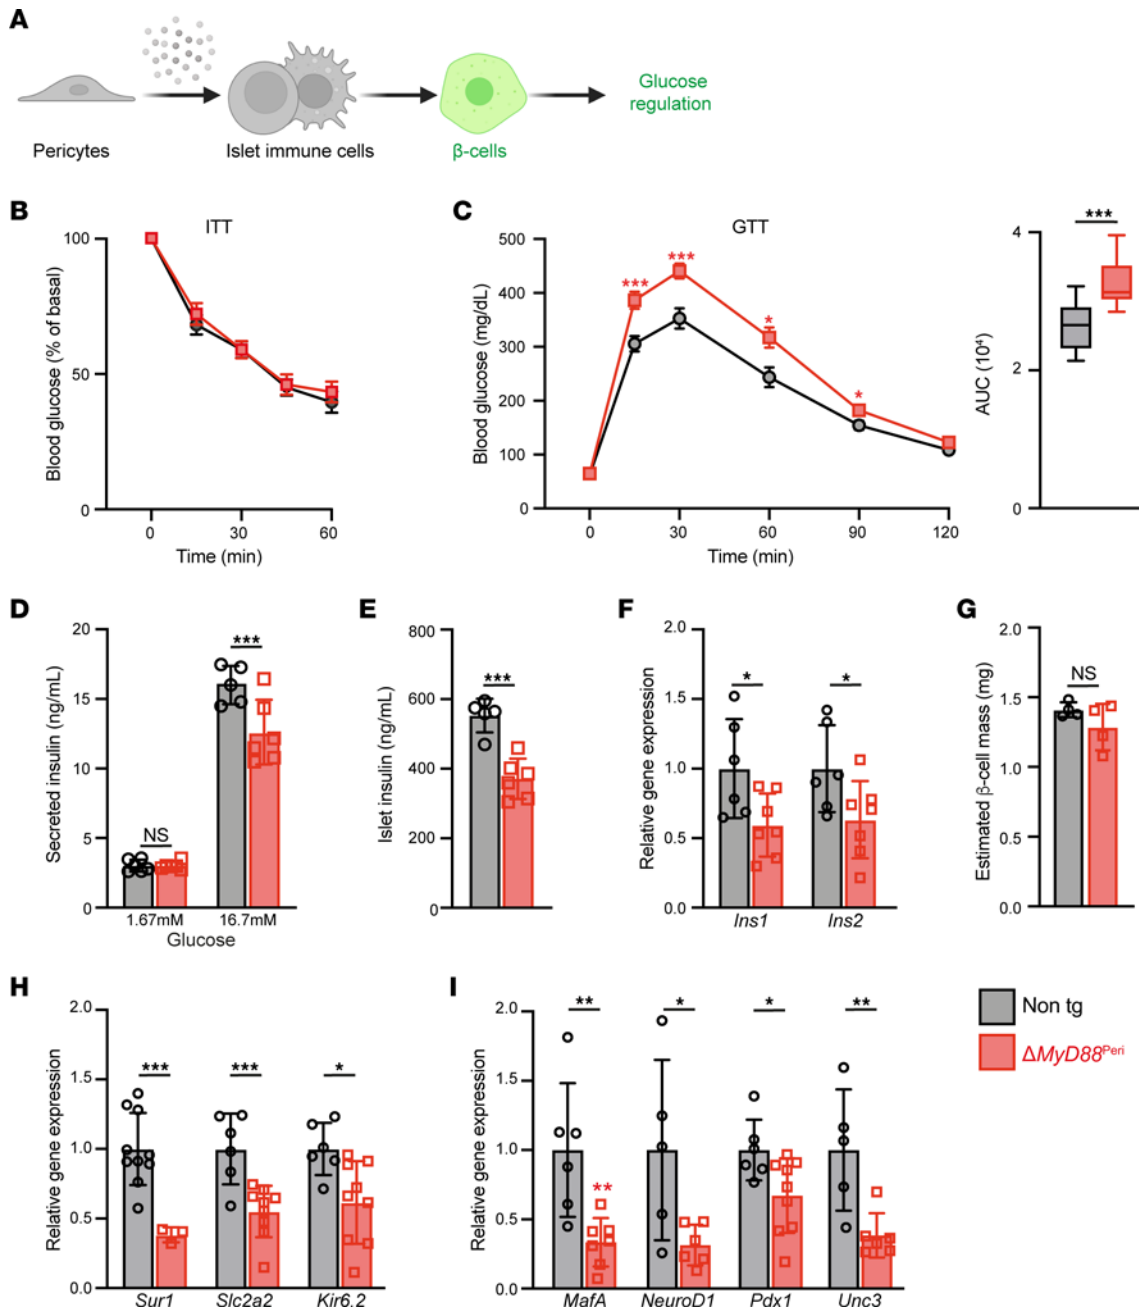 A
Pericytes
Islet immune cells
β-cells
Glucose
regulation
B
ITT
Blood glucose (% of basal)
100
50
0
0 30 60
Time (min)
C
GTT
Blood glucose (mg/dL)
500
400
300
200
100
0
***
***
*
*
0 30 60 90 120
Time (min)
***
AUC (10⁴)
4
2
0
D
Secreted insulin (ng/mL)
20
15
10
5
0
NS
***
1.67mM 16.7mM
Glucose
E
Islet insulin (ng/mL)
800
600
400
200
0
***
F
Relative gene expression
2.0
1.5
1.0
0.5
0.0
* *
Ins1 Ins2
G
Estimated β-cell mass (mg)
2.0
1.5
1.0
0.5
0.0
NS
H
Relative gene expression
2.0
1.5
1.0
0.5
0.0
*** *** *
Sur1 Slc2a2 Kir6.2
I
Relative gene expression
2.0
1.5
1.0
0.5
0.0
** * * **
**
MafA NeuroD1 Pdx1 Unc3
Non tg
ΔMyD88ᴾᵉʳⁱ